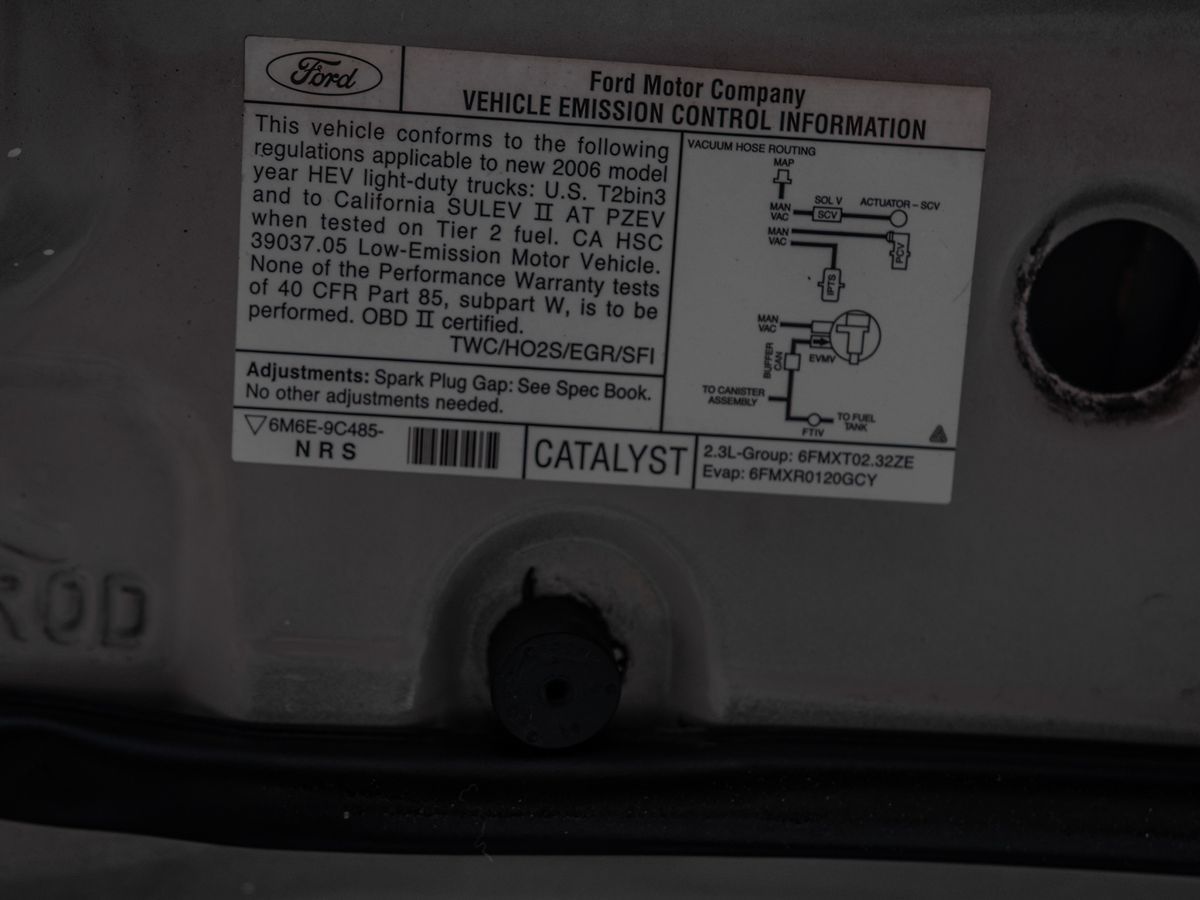 Ford
Ford Motor Company
VEHICLE EMISSION CONTROL INFORMATION
This vehicle conforms to the following
regulations applicable to new 2006 model
year HEV light-duty trucks: U.S. T2bin3
and to California SULEV II AT PZEV
when tested on Tier 2 fuel. CA HSC
39037.05 Low-Emission Motor Vehicle.
None of the Performance Warranty tests
of 40 CFR Part 85, subpart W, is to be
performed. OBD II certified.
TWC/HO2S/EGR/SFI
Adjustments: Spark Plug Gap: See Spec Book.
No other adjustments needed.
6M6E-9C485-
NRS
CATALYST
2.3L-Group: 6FMXT02.32ZE
Evap: 6FMXR0120GCY
VACUUM HOSE ROUTING
MAP
MAN
VAC
SOL V
SCV
ACTUATOR – SCV
MAN
VAC
PCV
IPTS
MAN
VAC
EVMV
BUFFER
CAN
TO CANISTER
ASSEMBLY
FTIV
TO FUEL
TANK
ROD